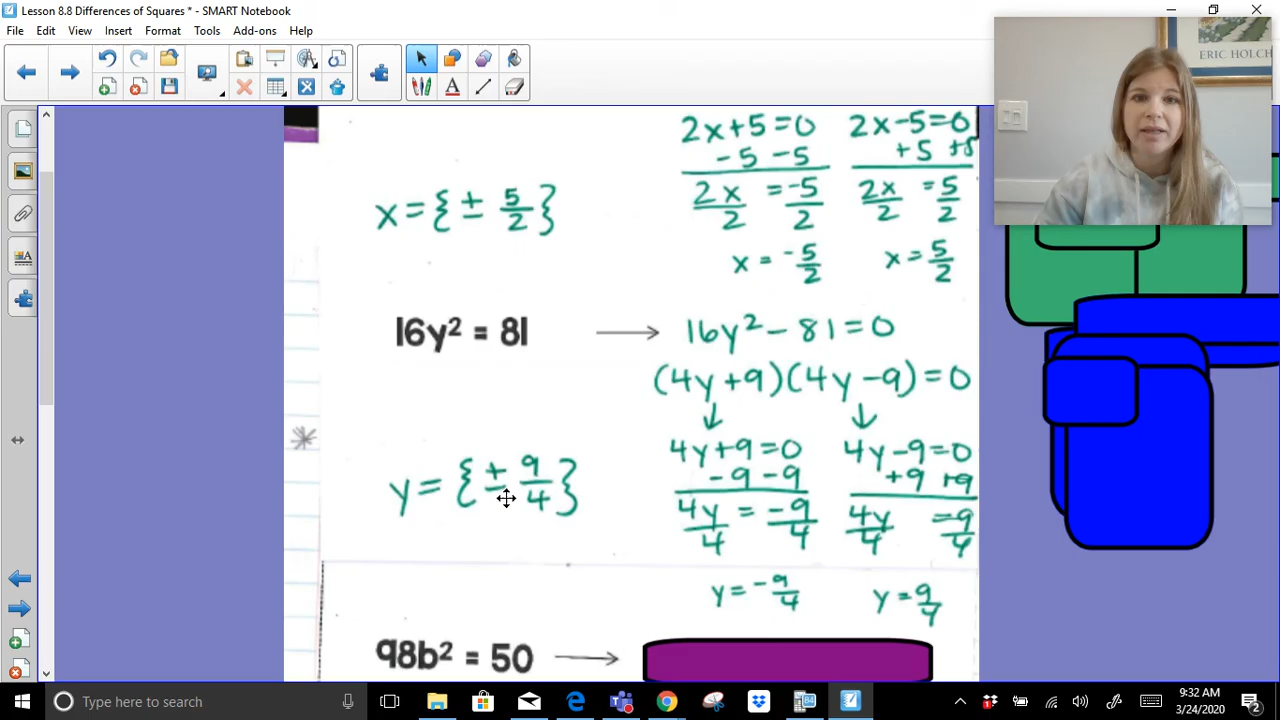 Lesson 8.8 Differences of Squares * - SMART Notebook
File Edit View Insert Format Tools Add-ons Help
ERIC HOLCH
2x+5=0 2x-5=0
-5 -5 +5 +5
2x/2 = -5/2 2x/2 = 5/2
x={± 5/2}
x = -5/2 x = 5/2
16y² = 81 → 16y² - 81 = 0
(4y+9)(4y-9)=0
↓ ↓
4y+9=0 4y-9=0
-9 -9 +9 +9
y={± 9/4}
4y/4 = -9/4 4y/4 = 9/4
y = -9/4 y = 9/4
98b² = 50 →
Type here to search
9:32 AM
3/24/2020
2